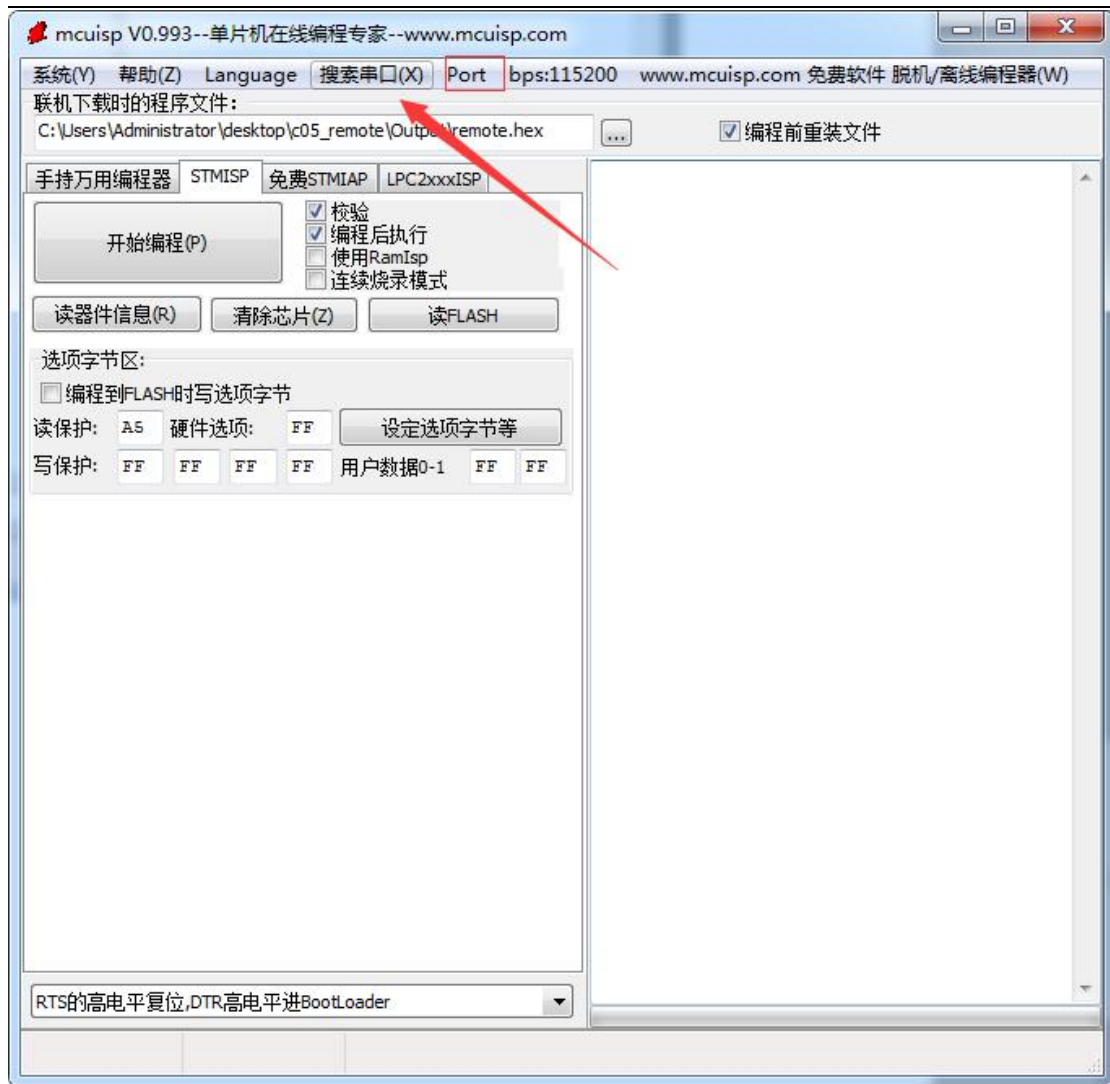 mcuisp V0.993--单片机在线编程专家--www.mcuisp.com
系统(Y) 帮助(Z) Language 搜索串口(X) Port bps:115200 www.mcuisp.com 免费软件 脱机/离线编程器(W)
联机下载时的程序文件:
C:\Users\Administrator\desktop\c05_remote\Output\remote.hex ... 编程前重装文件
手持万用编程器 STMISP 免费STMIAP LPC2xxxISP
校验
开始编程(P) 编程后执行
使用RamIsp
连续烧录模式
读器件信息(R) 清除芯片(Z) 读FLASH
选项字节区:
编程到FLASH时写选项字节
读保护: A5 硬件选项: FF 设定选项字节等
写保护: FF FF FF FF 用户数据0-1 FF FF
RTS的高电平复位,DTR高电平进BootLoader